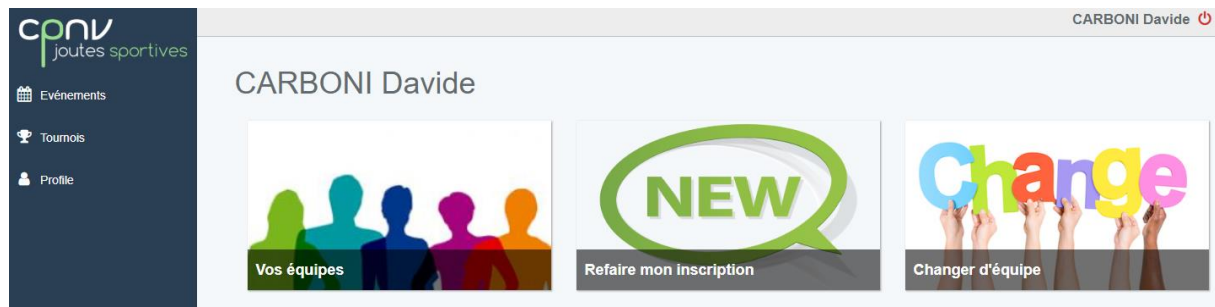 cpnv
joutes sportives
CARBONI Davide
Evénements
Tournois
Profile
CARBONI Davide
Vos équipes
NEW
Refaire mon inscription
Change
Changer d'équipe